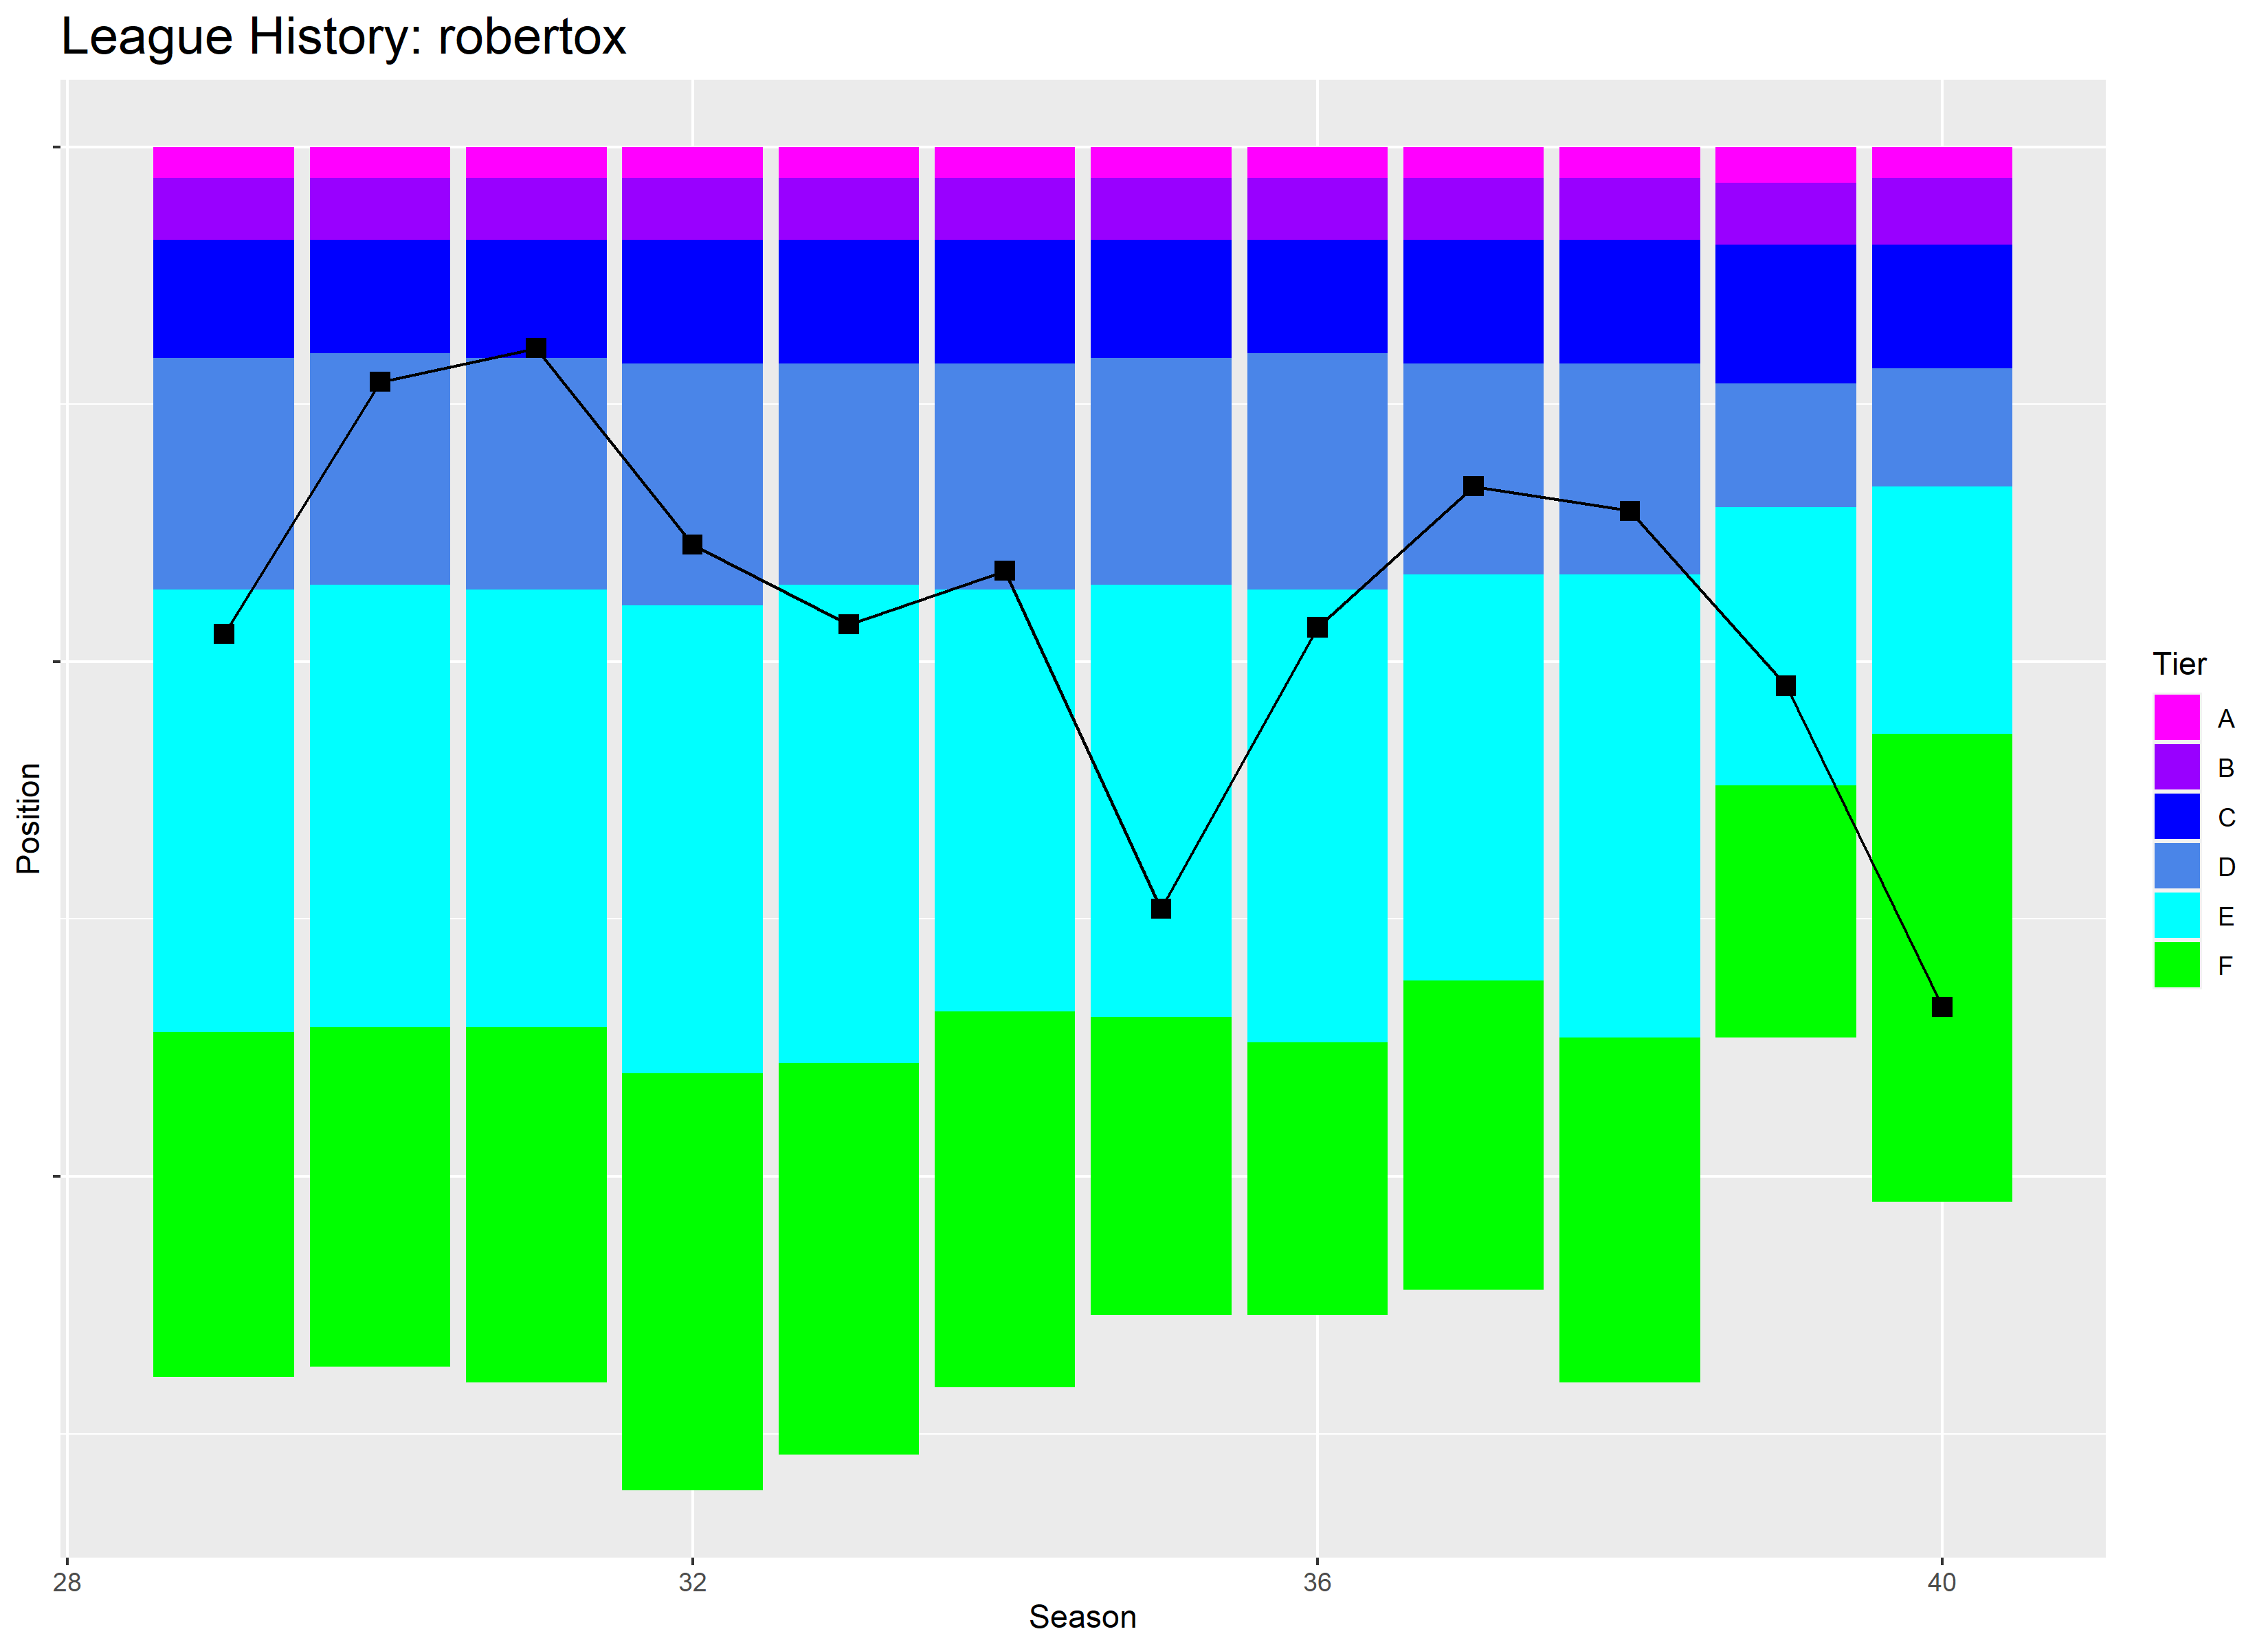 League History: robertox
Position
28
32
36
40
Season
Tier
A
B
C
D
E
F